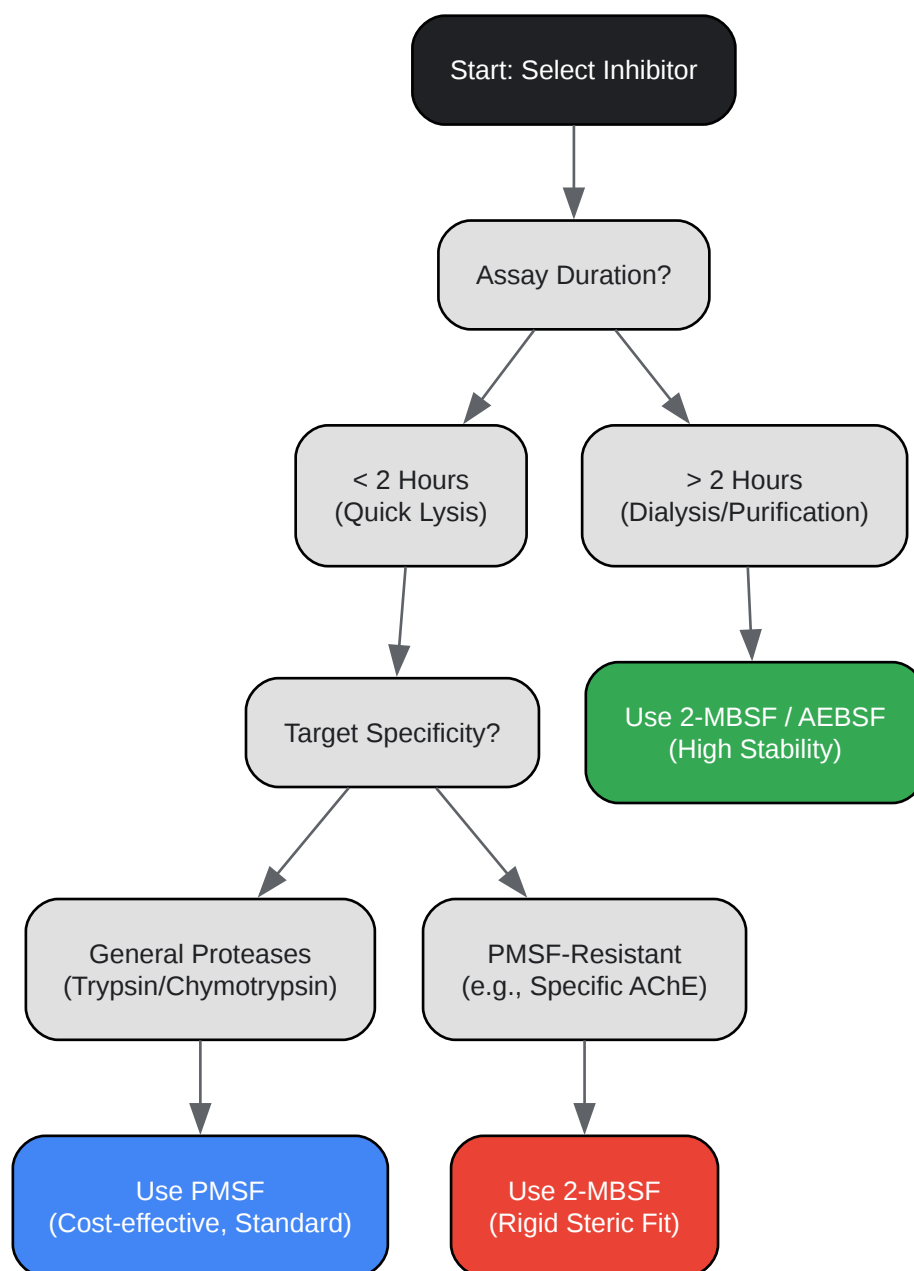 Start: Select Inhibitor
Assay Duration?
< 2 Hours
(Quick Lysis)
> 2 Hours
(Dialysis/Purification)
Target Specificity?
Use 2-MBSF / AEBSF
(High Stability)
General Proteases
(Trypsin/Chymotrypsin)
PMSF-Resistant
(e.g., Specific AChE)
Use PMSF
(Cost-effective, Standard)
Use 2-MBSF
(Rigid Steric Fit)